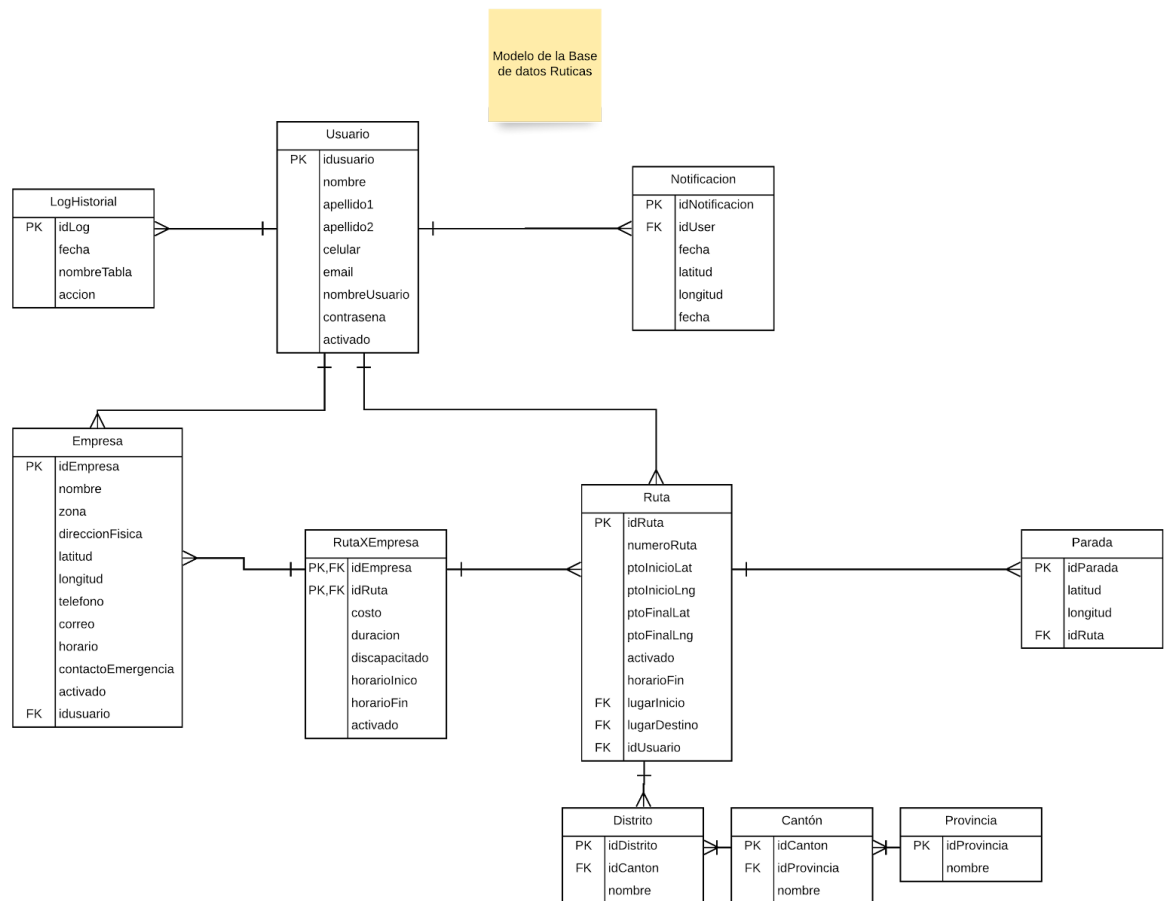 Modelo de la Base
de datos Ruticas
Usuario
PK idusuario
nombre
apellido1
apellido2
celular
email
nombreUsuario
contrasena
activado
LogHistorial
PK idLog
fecha
nombreTabla
accion
Notificacion
PK idNotificacion
FK idUser
fecha
latitud
longitud
fecha
Empresa
PK idEmpresa
nombre
zona
direccionFisica
latitud
longitud
telefono
correo
horario
contactoEmergencia
activado
FK idusuario
RutaXEmpresa
PK,FK idEmpresa
PK,FK idRuta
costo
duracion
discapacitado
horarioInico
horarioFin
activado
Ruta
PK idRuta
numeroRuta
ptoInicioLat
ptoInicioLng
ptoFinalLat
ptoFinalLng
activado
horarioFin
FK lugarInicio
FK lugarDestino
FK idUsuario
Parada
PK idParada
latitud
longitud
FK idRuta
Distrito
PK idDistrito
FK idCanton
nombre
Cantón
PK idCanton
FK idProvincia
nombre
Provincia
PK idProvincia
nombre